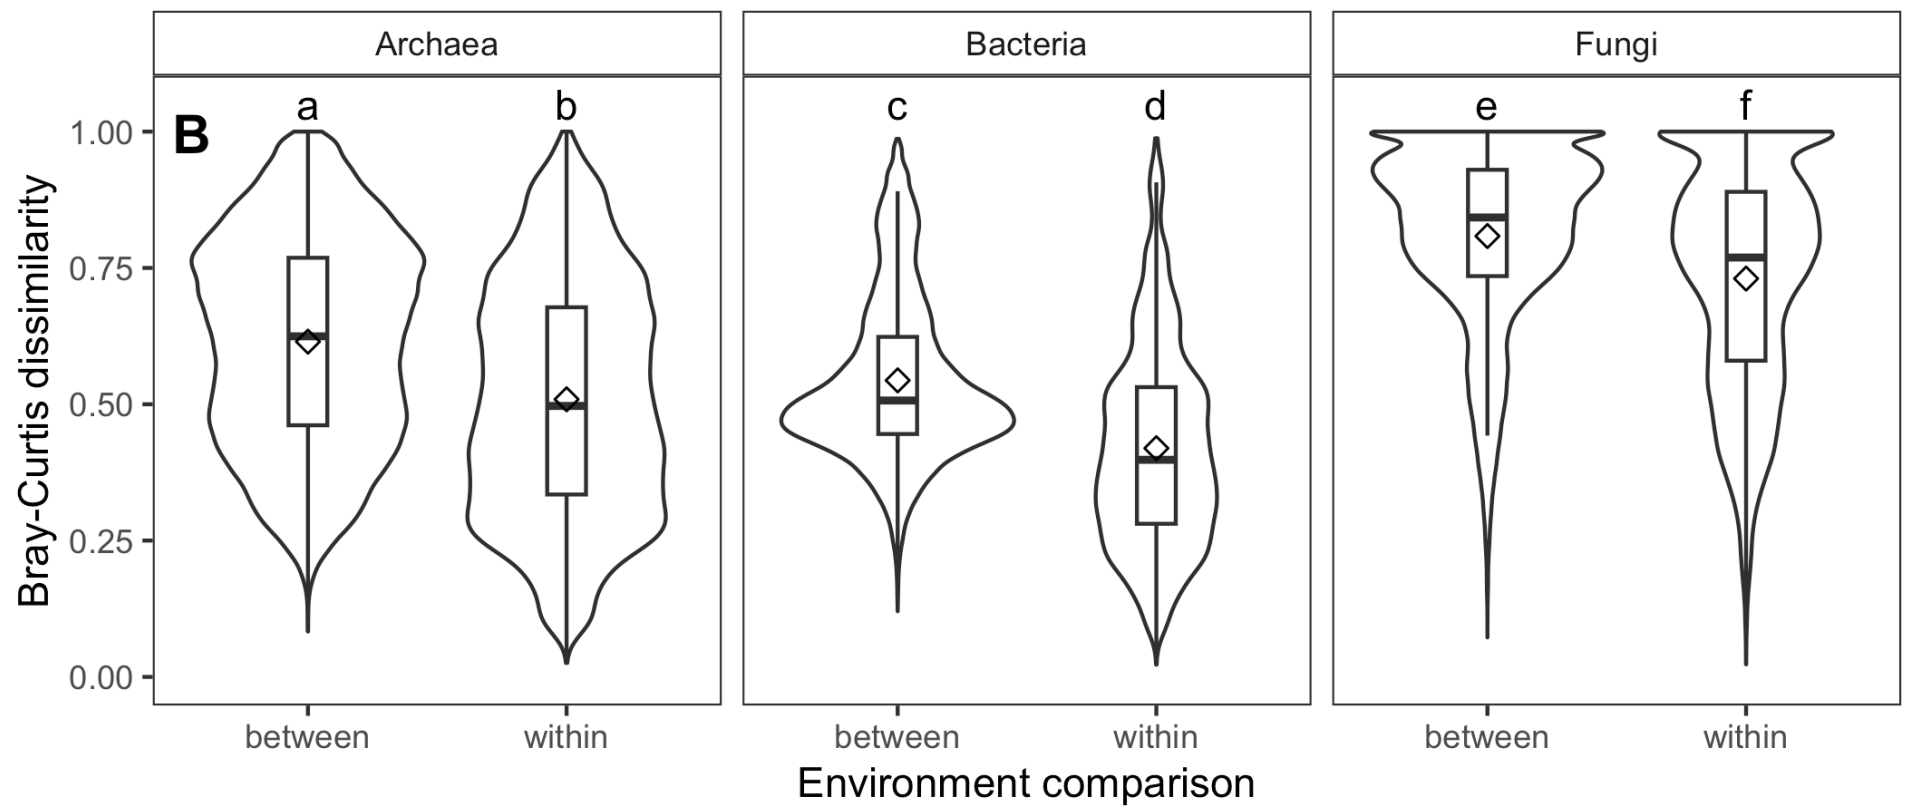 Archaea Bacteria Fungi
B a b c d e f
Bray-Curtis dissimilarity
1.00
0.75
0.50
0.25
0.00
between within between within between within
Environment comparison